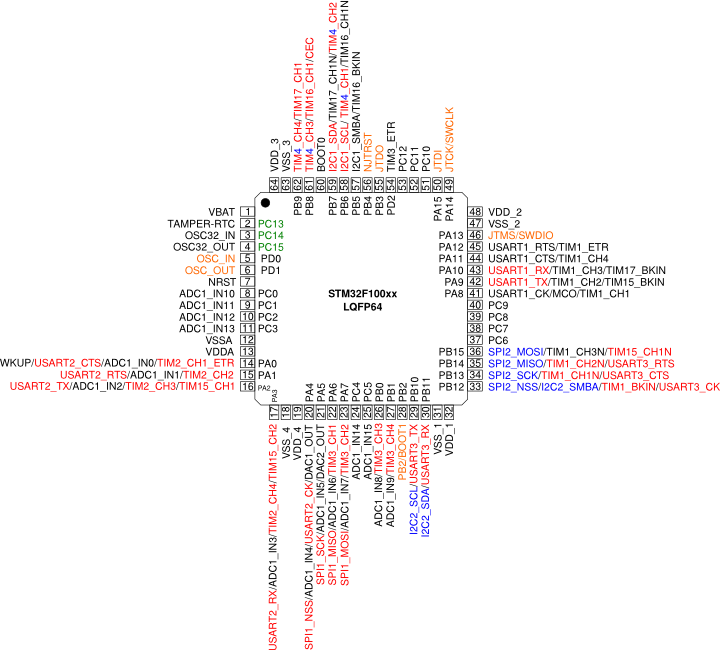 VDD_3
VSS_3
TIM4_CH4/TIM17_CH1
TIM4_CH3/TIM16_CH1/CEC
BOOT0
I2C1_SDA/TIM17_CH1N/TIM4_CH2
I2C1_SCL/ TIM4_CH1/TIM16_CH1N
I2C1_SMBA/TIM16_BKIN
NJTRST
JTDO
TIM3_ETR
PC12
PC11
PC10
JTDI
JTCK/SWCLK
64 63 62 61 60 59 58 57 56 55 54 53 52 51 50 49
PB9 PB8 PB7 PB6 PB5 PB4 PB3 PD2 PA15 PA14
VBAT 1
TAMPER-RTC 2 PC13
OSC32_IN 3 PC14
OSC32_OUT 4 PC15
OSC_IN 5 PD0
OSC_OUT 6 PD1
NRST 7
ADC1_IN10 8 PC0
ADC1_IN11 9 PC1
ADC1_IN12 10 PC2
ADC1_IN13 11 PC3
VSSA 12
VDDA 13
WKUP/USART2_CTS/ADC1_IN0/TIM2_CH1_ETR 14 PA0
USART2_RTS/ADC1_IN1/TIM2_CH2 15 PA1
USART2_TX/ADC1_IN2/TIM2_CH3/TIM15_CH1 16 PA2
STM32F100xx
LQFP64
48 VDD_2
47 VSS_2
PA13 46 JTMS/SWDIO
PA12 45 USART1_RTS/TIM1_ETR
PA11 44 USART1_CTS/TIM1_CH4
PA10 43 USART1_RX/TIM1_CH3/TIM17_BKIN
PA9 42 USART1_TX/TIM1_CH2/TIM15_BKIN
PA8 41 USART1_CK/MCO/TIM1_CH1
40 PC9
39 PC8
38 PC7
37 PC6
PB15 36 SPI2_MOSI/TIM1_CH3N/TIM15_CH1N
PB14 35 SPI2_MISO/TIM1_CH2N/USART3_RTS
PB13 34 SPI2_SCK/TIM1_CH1N/USART3_CTS
PB12 33 SPI2_NSS/I2C2_SMBA/TIM1_BKIN/USART3_CK
PA3 PA4 PA5 PA6 PA7 PC4 PC5 PB0 PB1 PB2 PB10 PB11
17 18 19 20 21 22 23 24 25 26 27 28 29 30 31 32
USART2_RX/ADC1_IN3/TIM2_CH4/TIM15_CH2
VSS_4
VDD_4
SPI1_NSS/ADC1_IN4/USART2_CK/DAC1_OUT
SPI1_SCK/ADC1_IN5/DAC2_OUT
SPI1_MISO/ADC1_IN6/TIM3_CH1
SPI1_MOSI/ADC1_IN7/TIM3_CH2
ADC1_IN14
ADC1_IN15
ADC1_IN8/TIM3_CH3
ADC1_IN9/TIM3_CH4
PB2/BOOT1
I2C2_SCL/USART3_TX
I2C2_SDA/USART3_RX
VSS_1
VDD_1